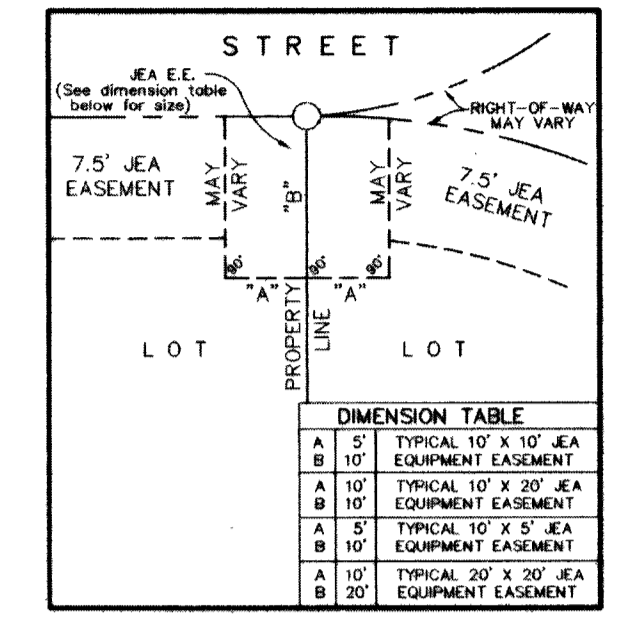 STREET
JEA E.E.
(See dimension table
below for size)
RIGHT-OF-WAY
MAY VARY
7.5' JEA
EASEMENT
MAY
VARY
"B"
MAY
VARY
7.5' JEA
EASEMENT
90°
90°
90°
"A"
"A"
PROPERTY
LINE
LOT
LOT
DIMENSION TABLE
A 5' TYPICAL 10' X 10' JEA
B 10' EQUIPMENT EASEMENT
A 10' TYPICAL 10' X 20' JEA
B 10' EQUIPMENT EASEMENT
A 5' TYPICAL 10' X 5' JEA
B 10' EQUIPMENT EASEMENT
A 10' TYPICAL 20' X 20' JEA
B 20' EQUIPMENT EASEMENT